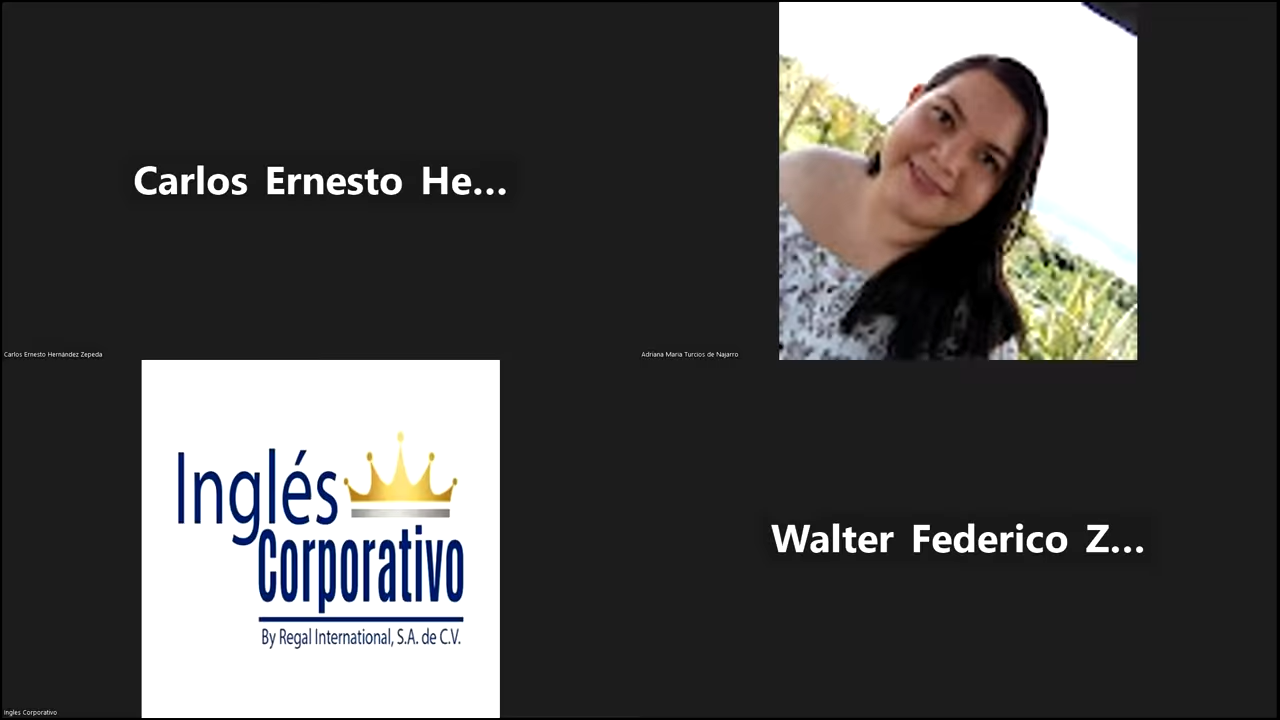 Carlos Ernesto He...
Carlos Ernesto Hernández Zepeda
Adriana Maria Turcios de Najarro
Inglés
Corporativo
By Regal International, S.A. de C.V.
Inglés Corporativo
Walter Federico Z...